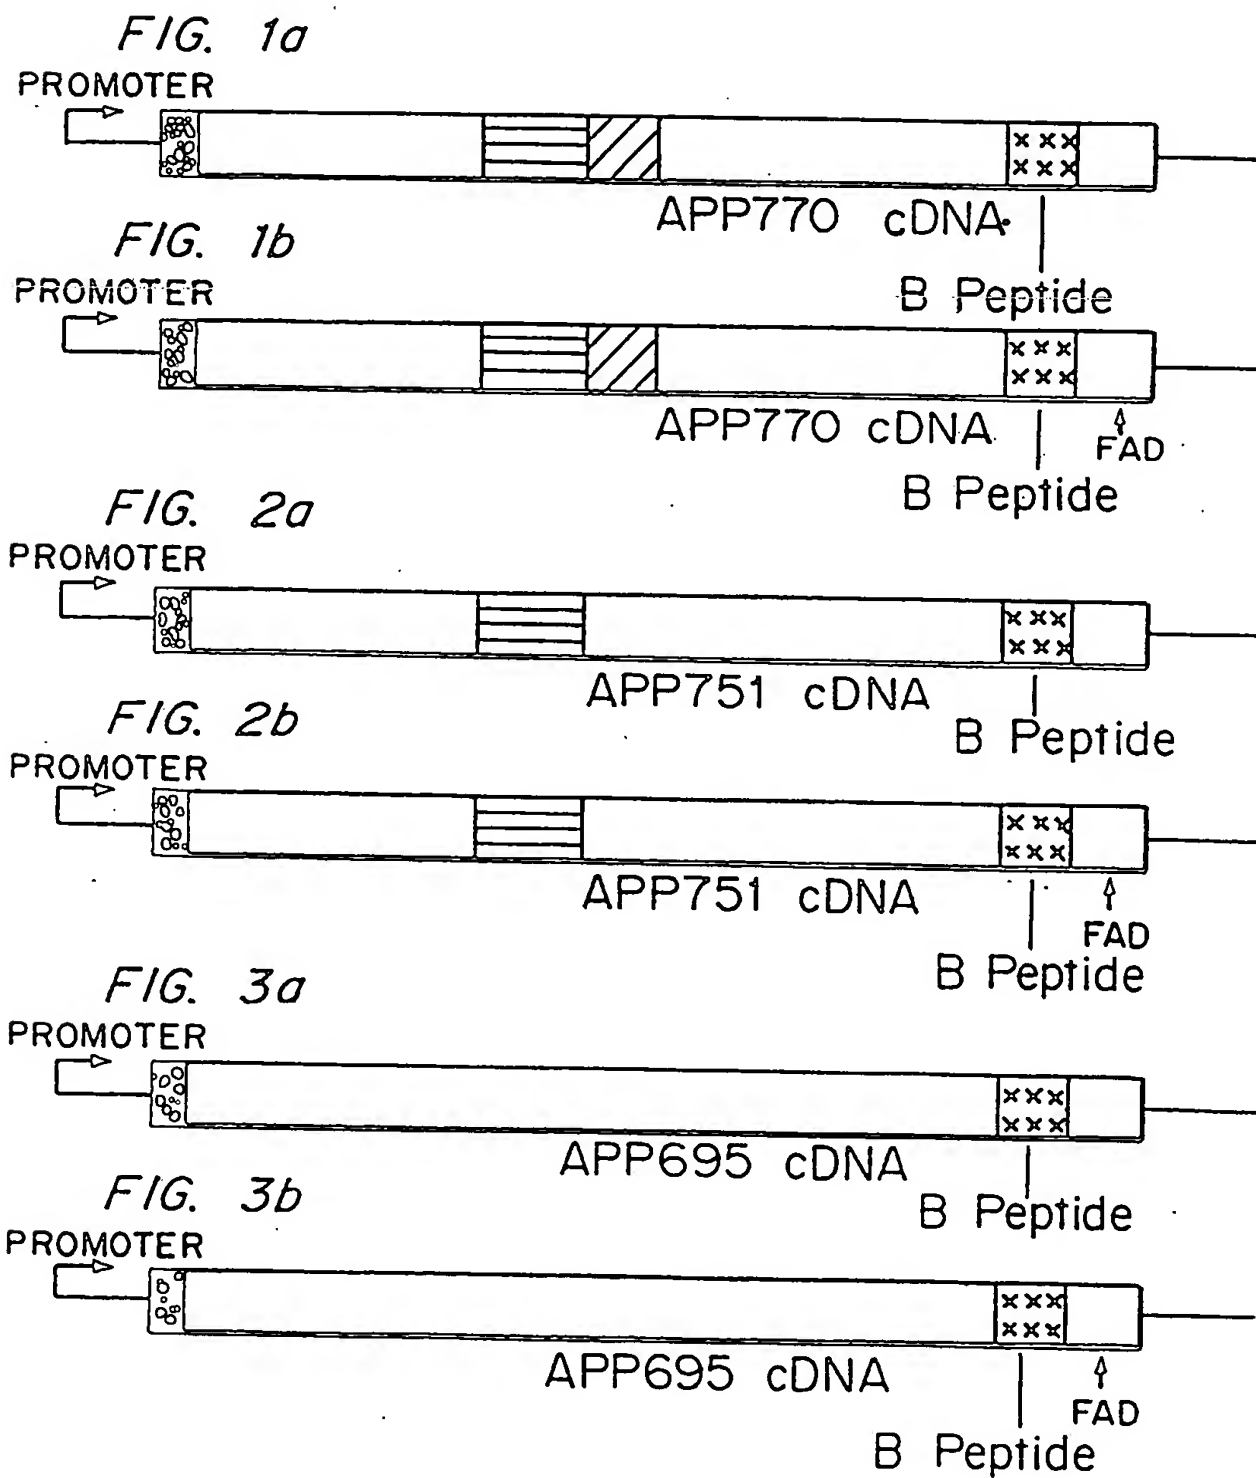 FIG. 1a
PROMOTER
APP770 cDNA
B Peptide
FIG. 1b
PROMOTER
APP770 cDNA
FAD
B Peptide
FIG. 2a
PROMOTER
APP751 cDNA
B Peptide
FIG. 2b
PROMOTER
APP751 cDNA
FAD
B Peptide
FIG. 3a
PROMOTER
APP695 cDNA
B Peptide
FIG. 3b
PROMOTER
APP695 cDNA
FAD
B Peptide